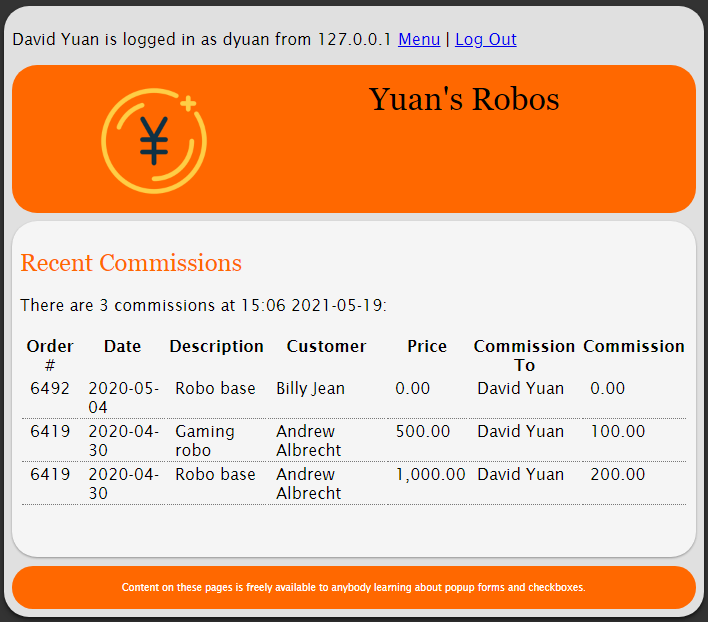 David Yuan is logged in as dyuan from 127.0.0.1 Menu | Log Out
¥
Yuan's Robos
Recent Commissions
There are 3 commissions at 15:06 2021-05-19:
Order Date Description Customer Price Commission Commission
# To
6492 2020-05- Robo base Billy Jean 0.00 David Yuan 0.00
04
6419 2020-04- Gaming Andrew 500.00 David Yuan 100.00
30 robo Albrecht
6419 2020-04- Robo base Andrew 1,000.00 David Yuan 200.00
30 Albrecht
Content on these pages is freely available to anybody learning about popup forms and checkboxes.